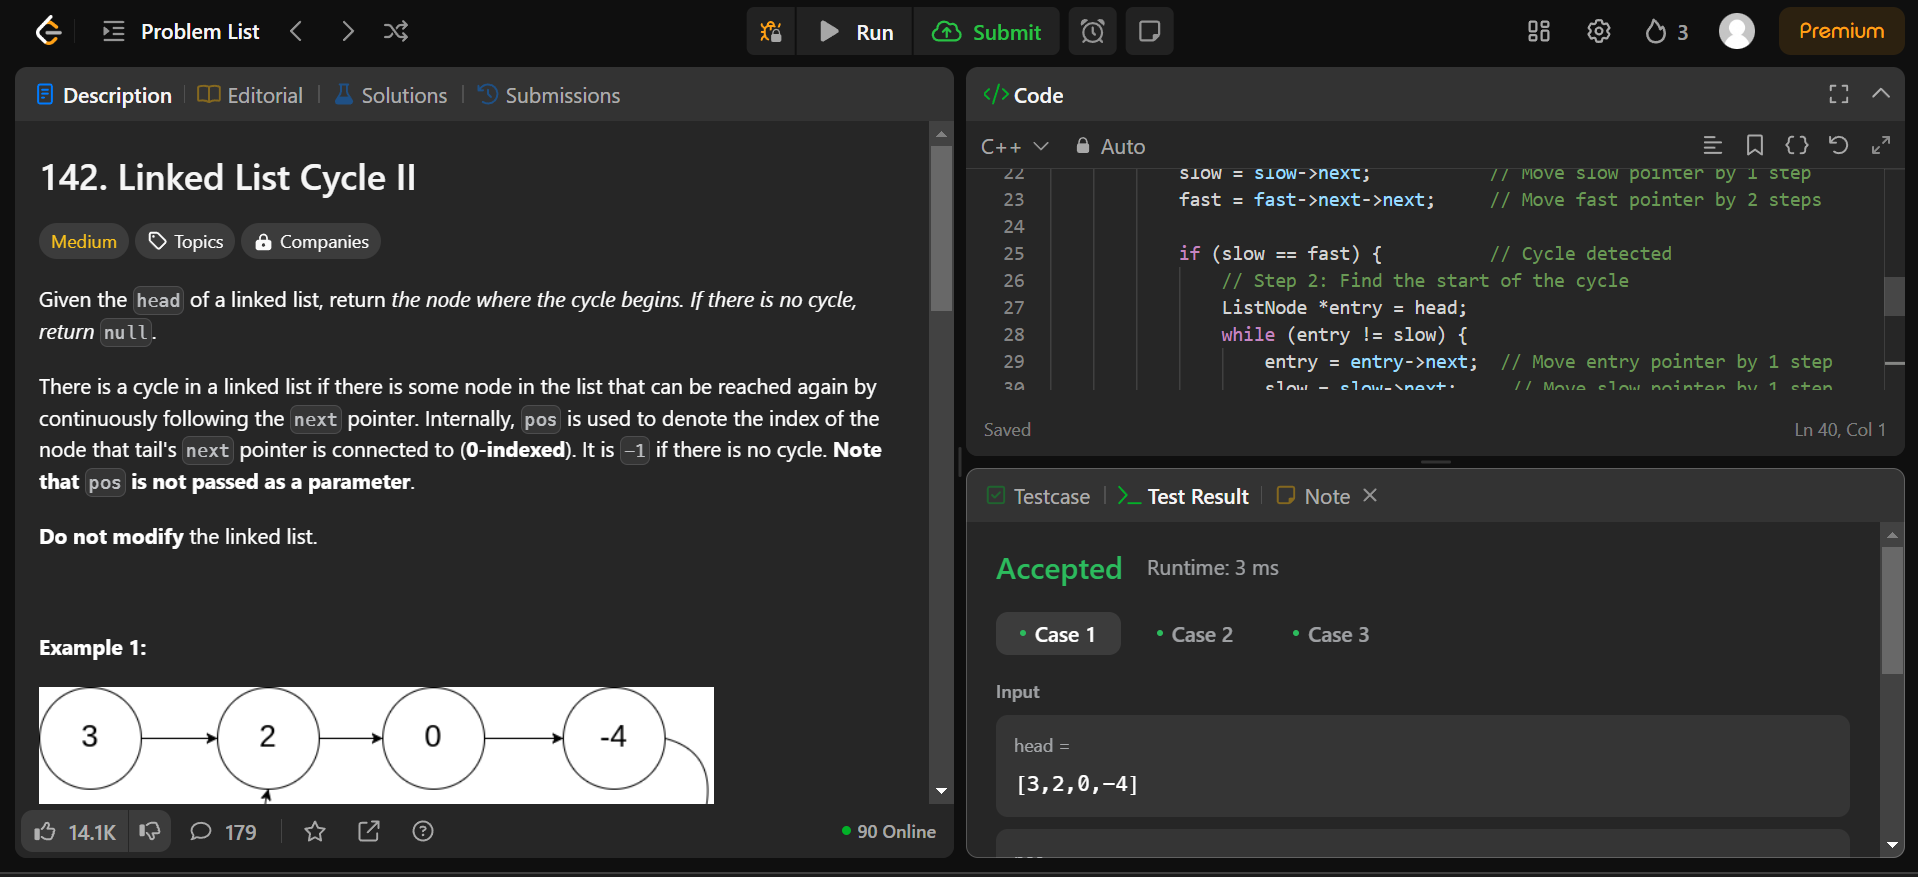 Problem List
Run
Submit
3
Premium
Description
Editorial
Solutions
Submissions
142. Linked List Cycle II
Medium
Topics
Companies
Given the head of a linked list, return the node where the cycle begins. If there is no cycle,
return null.
There is a cycle in a linked list if there is some node in the list that can be reached again by
continuously following the next pointer. Internally, pos is used to denote the index of the
node that tail's next pointer is connected to (0-indexed). It is -1 if there is no cycle. Note
that pos is not passed as a parameter.
Do not modify the linked list.
Example 1:
3
2
0
-4
14.1K
179
90 Online
</> Code
C++
Auto
22 slow = slow->next; // Move slow pointer by 1 step
23 fast = fast->next->next; // Move fast pointer by 2 steps
24
25 if (slow == fast) { // Cycle detected
26 // Step 2: Find the start of the cycle
27 ListNode *entry = head;
28 while (entry != slow) {
29 entry = entry->next; // Move entry pointer by 1 step
30 slow = slow->next; // Move slow pointer by 1 step
Saved
Ln 40, Col 1
Testcase
Test Result
Note
Accepted
Runtime: 3 ms
Case 1
Case 2
Case 3
Input
head =
[3,2,0,-4]